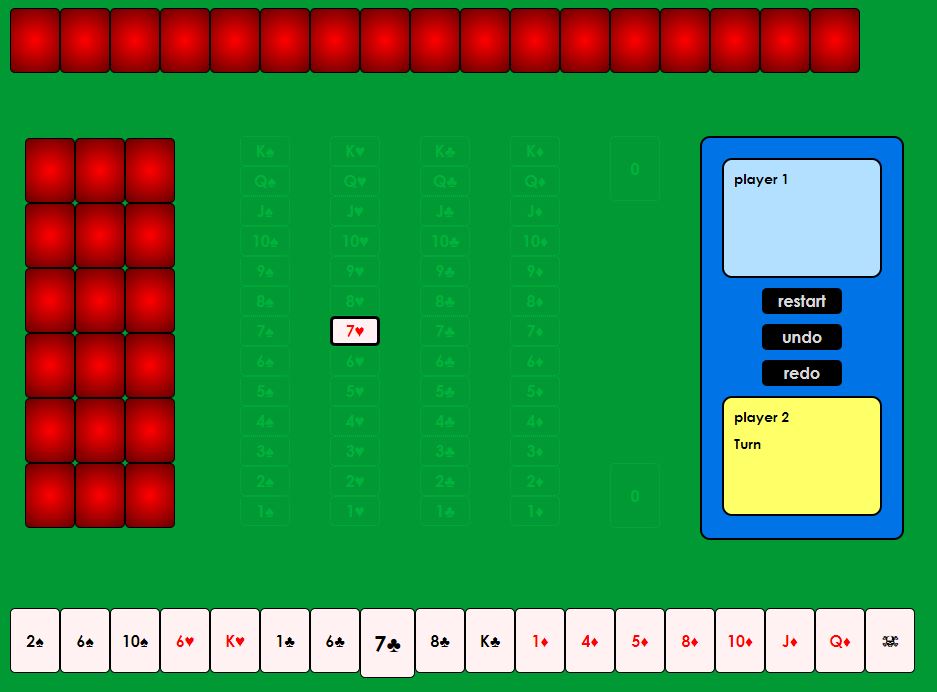 K♠ K♥ K♣ K♦ 0
Q♠ Q♥ Q♣ Q♦
J♠ J♥ J♣ J♦
10♠ 10♥ 10♣ 10♦
9♠ 9♥ 9♣ 9♦
8♠ 8♥ 8♣ 8♦
7♠ 7♥ 7♣ 7♦
6♠ 6♥ 6♣ 6♦
5♠ 5♥ 5♣ 5♦
4♠ 4♥ 4♣ 4♦
3♠ 3♥ 3♣ 3♦
2♠ 2♥ 2♣ 2♦
1♠ 1♥ 1♣ 1♦ 0
player 1
restart
undo
redo
player 2
Turn
2♠ 6♠ 10♠ 6♥ K♥ 1♣ 6♣ 7♣ 8♣ K♣ 1♦ 4♦ 5♦ 8♦ 10♦ J♦ Q♦ ☠